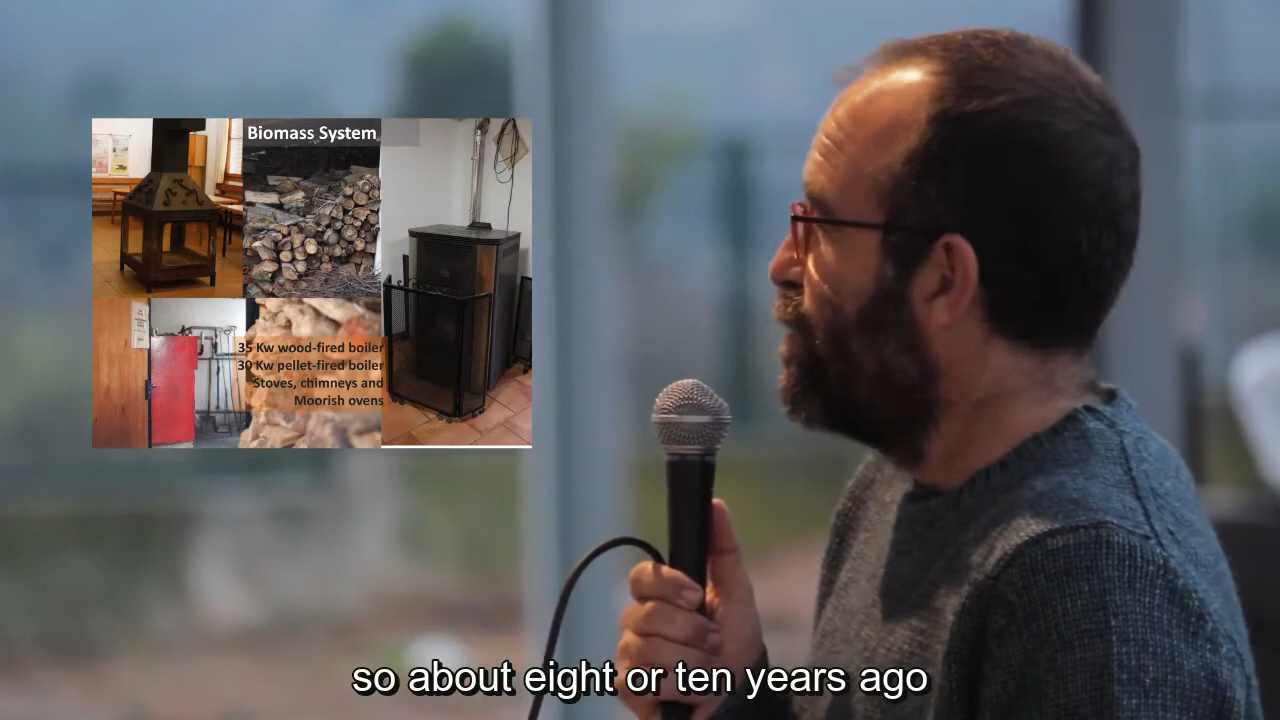 Biomass System
35 Kw wood-fired boiler
30 Kw pellet-fired boiler
Stoves, chimneys and
Moorish ovens
so about eight or ten years ago